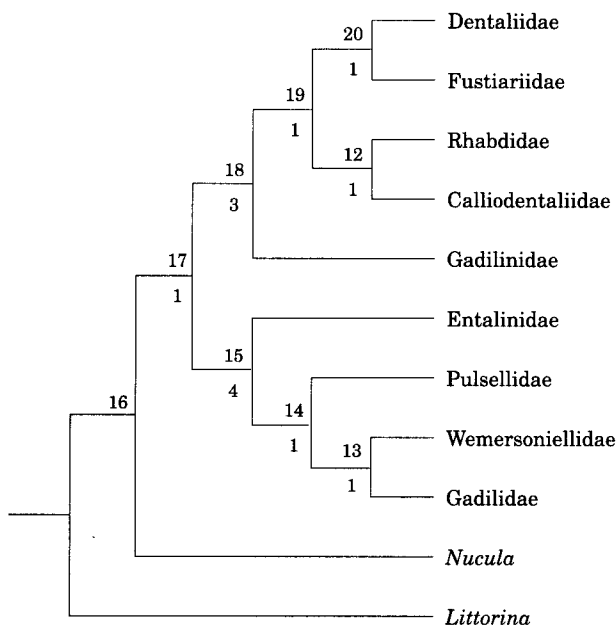 20
Dentaliidae
1
Fustiariidae
19
1
12
Rhabdidae
1
Calliodentaliidae
18
3
Gadilinidae
17
1
Entalinidae
15
4
Pulsellidae
14
1
Wemersoniellidae
13
1
Gadilidae
16
Nucula
Littorina